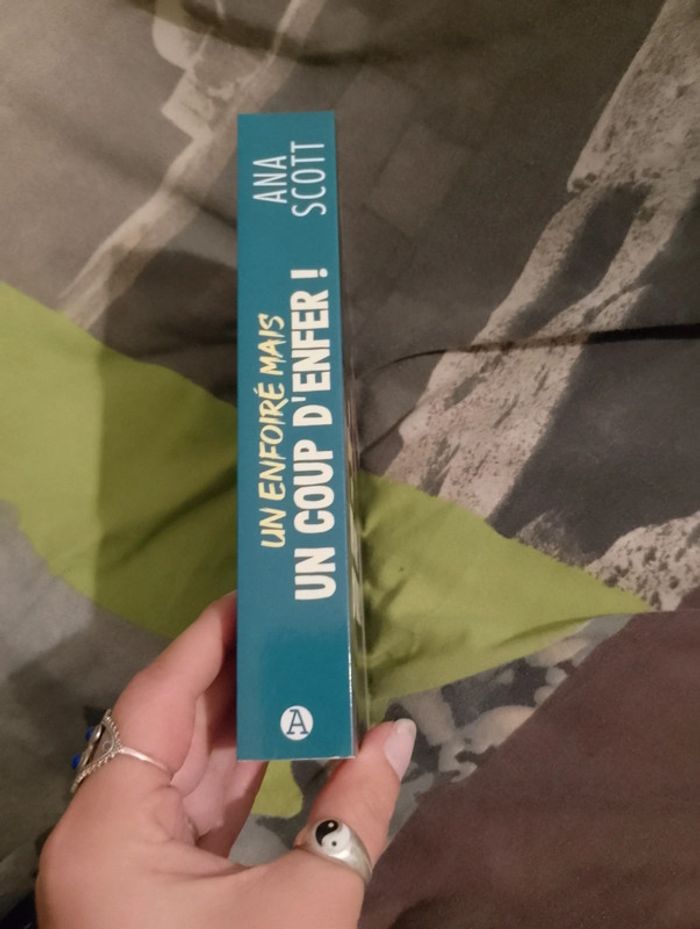 UN ENFOIRÉ MAIS
UN COUP D'ENFER !
ANA
SCOTT
A